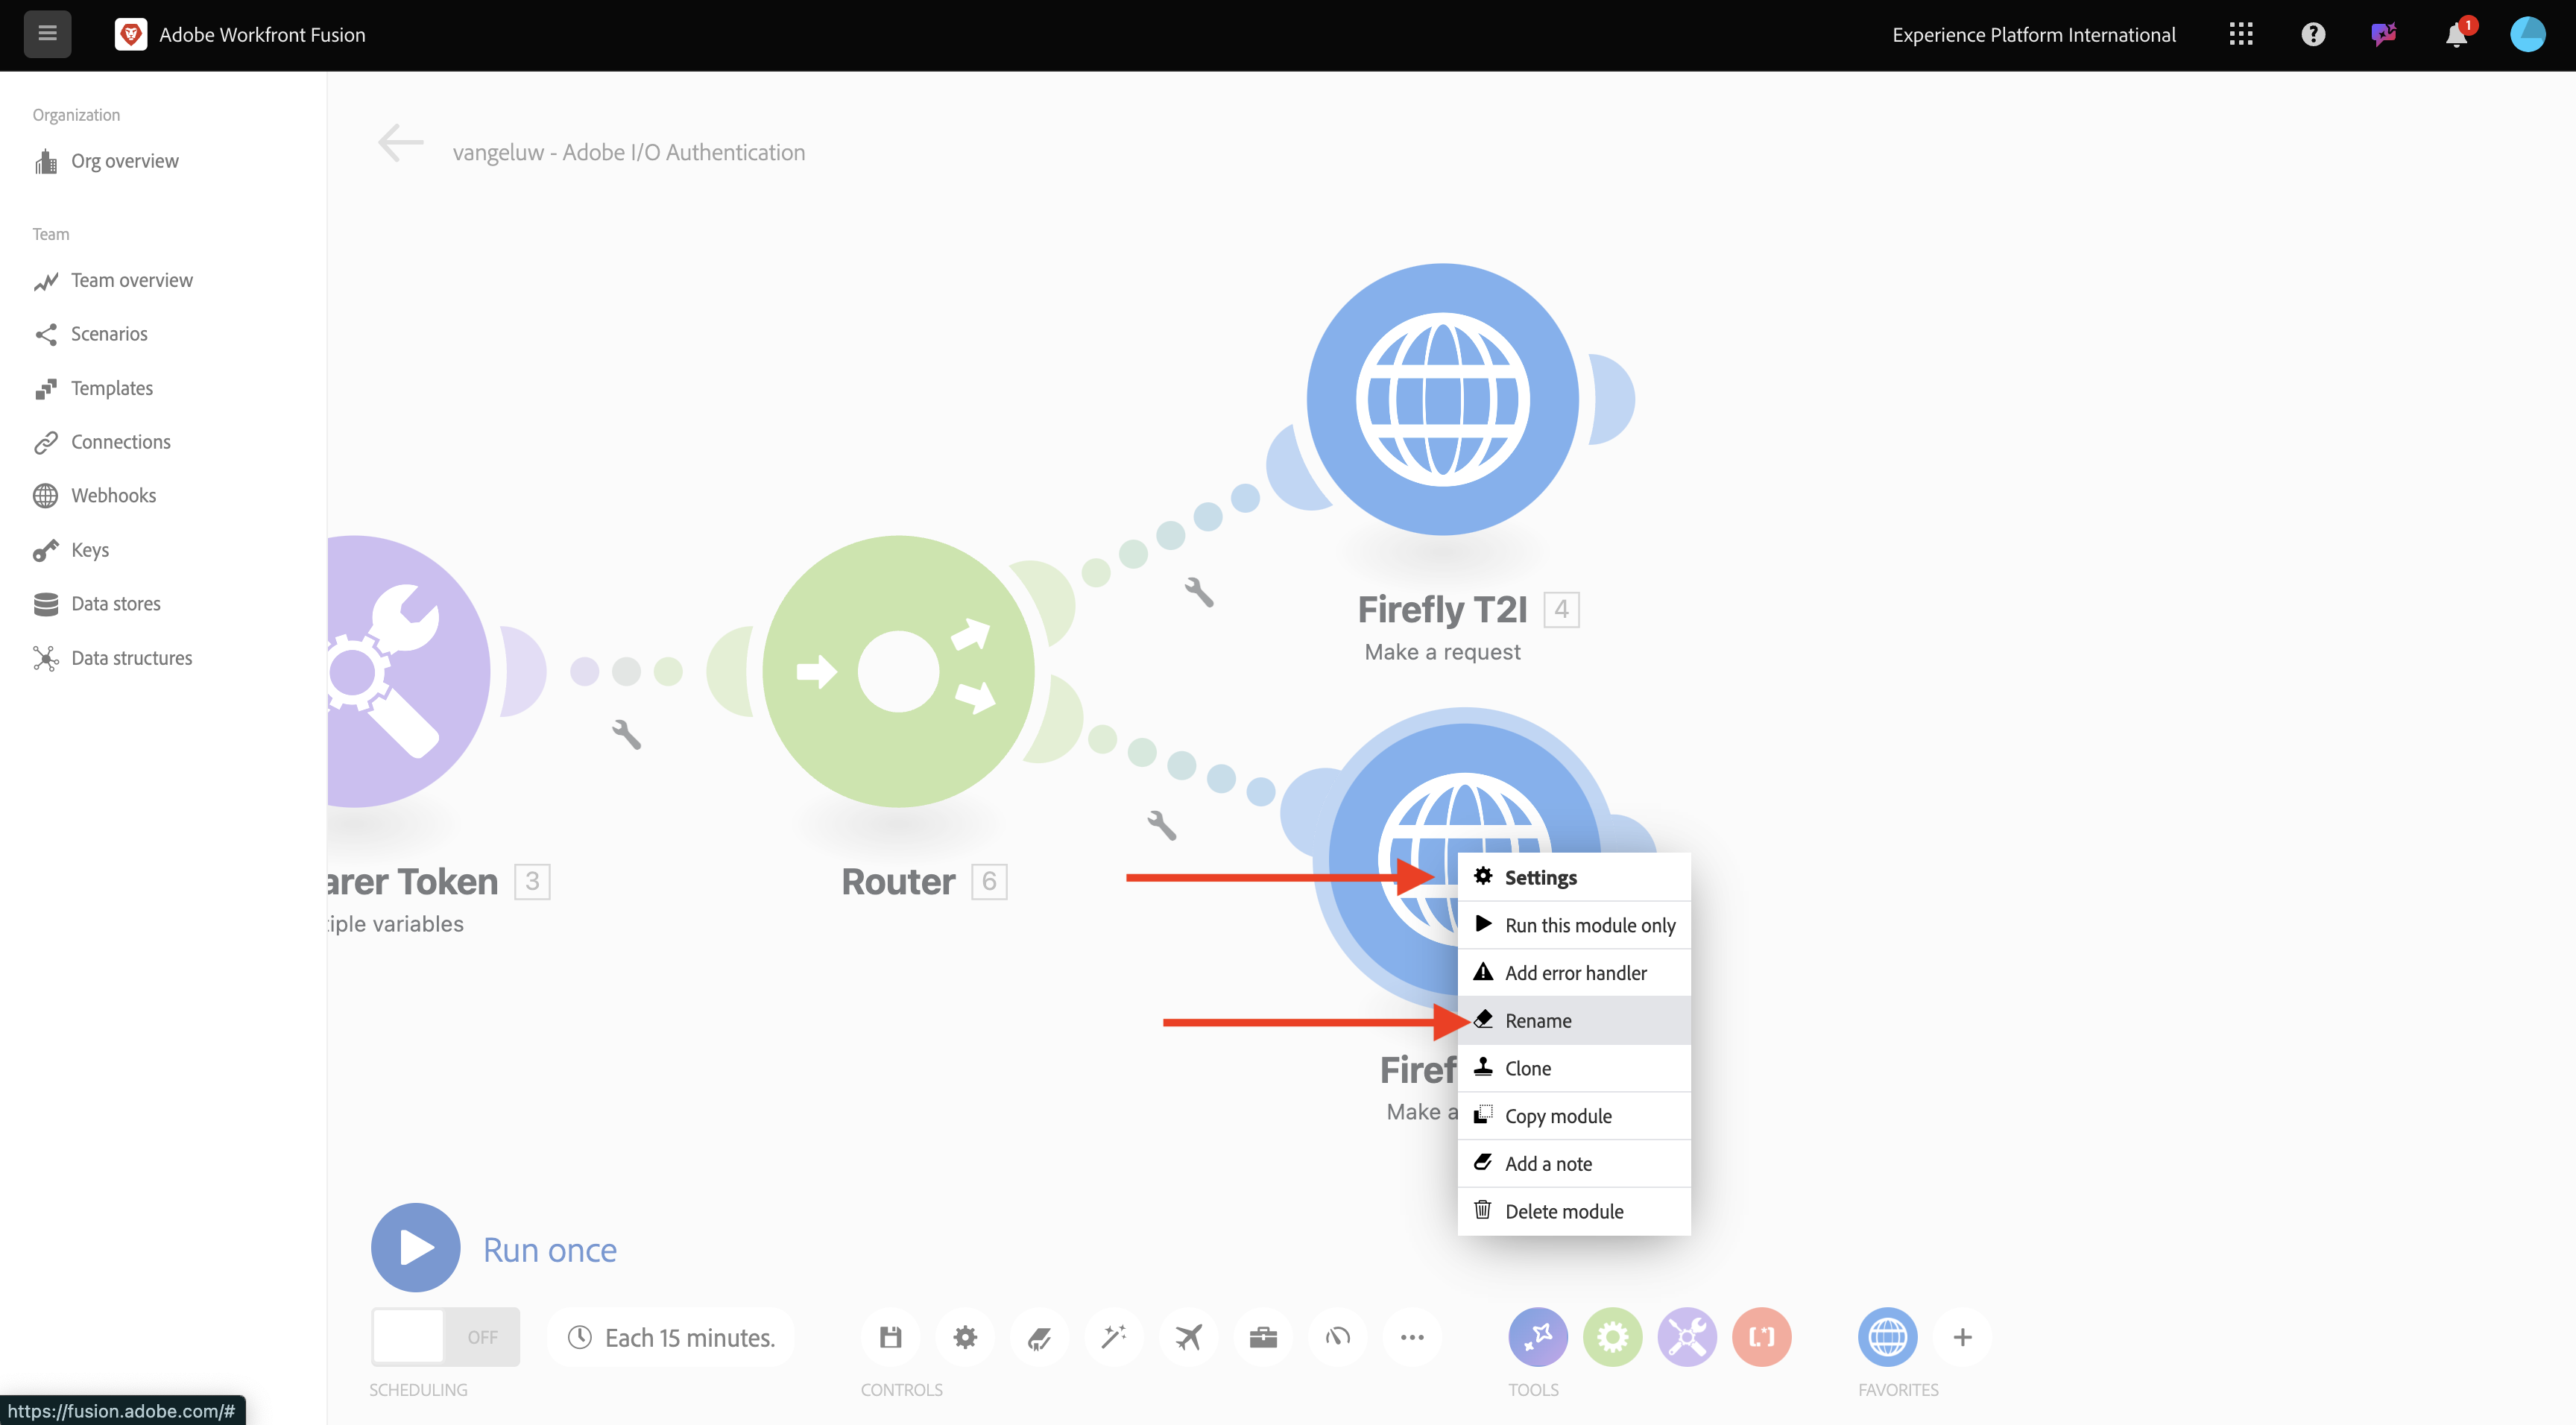 Adobe Workfront Fusion
Experience Platform International
1
Organization
Org overview
Team
Team overview
Scenarios
Templates
Connections
Webhooks
Keys
Data stores
Data structures
vangeluw - Adobe I/O Authentication
Firefly T2I 4
Make a request
arer Token 3
tiple variables
Router 6
Firef
Make a
Settings
Run this module only
Add error handler
Rename
Clone
Copy module
Add a note
Delete module
Run once
OFF
Each 15 minutes.
SCHEDULING
CONTROLS
TOOLS
FAVORITES
https://fusion.adobe.com/#